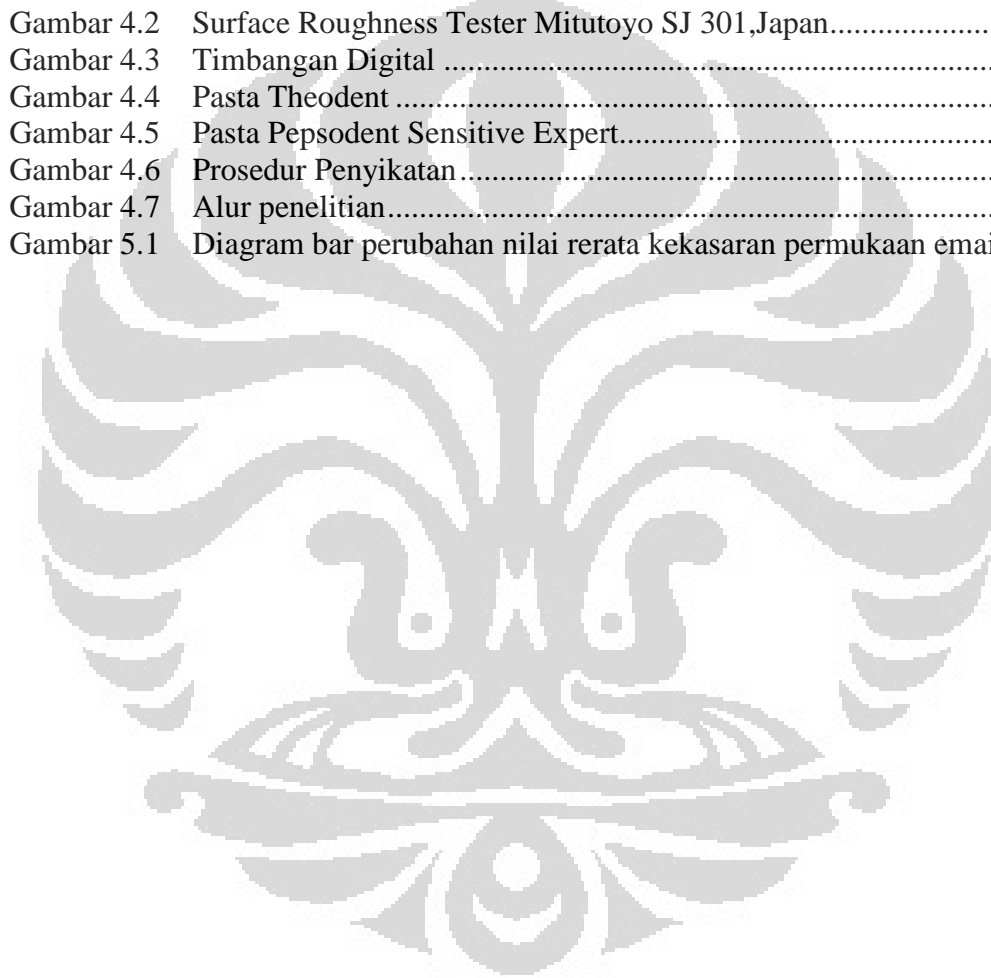 Gambar 4.2 Surface Roughness Tester Mitutoyo SJ 301,Japan....................
Gambar 4.3 Timbangan Digital ....................................................................
Gambar 4.4 Pasta Theodent ..........................................................................
Gambar 4.5 Pasta Pepsodent Sensitive Expert..............................................
Gambar 4.6 Prosedur Penyikatan..................................................................
Gambar 4.7 Alur penelitian...........................................................................
Gambar 5.1 Diagram bar perubahan nilai rerata kekasaran permukaan emai